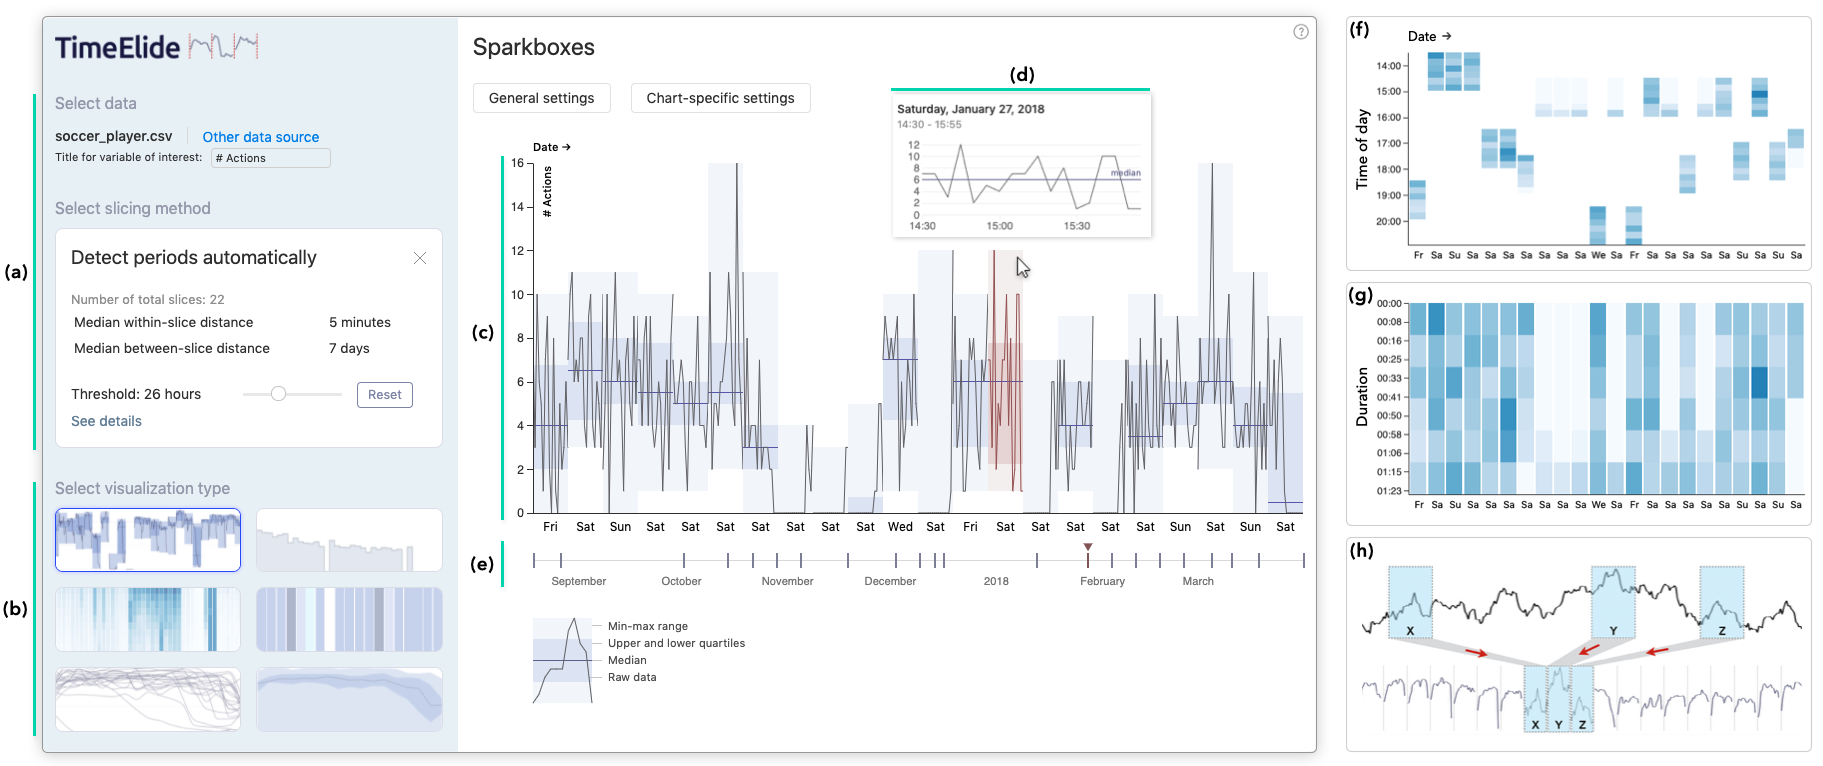 (a)
(b)
TimeElide
Select data
soccer_player.csv
Other data source
Title for variable of interest:
# Actions
Select slicing method
Detect periods automatically
Number of total slices: 22
Median within-slice distance 5 minutes
Median between-slice distance 7 days
Threshold: 26 hours
Reset
See details
Select visualization type
Sparkboxes
?
General settings
Chart-specific settings
(d)
Saturday, January 27, 2018
14:30 - 15:55
12
10
8
6
4
2
0
median
14:30 15:00 15:30
(c)
Date →
# Actions
16
14
12
10
8
6
4
2
0
Fri Sat Sun Sat Sat Sat Sat Sat Sat Sat Wed Sat Fri Sat Sat Sat Sat Sat Sun Sat Sun Sat
(e)
September October November December 2018 February March
Min-max range
Upper and lower quartiles
Median
Raw data
(f)
Date →
Time of day
14:00
15:00
16:00
17:00
18:00
19:00
20:00
Fr Sa Su Sa Sa Sa Sa Sa Sa Sa We Sa Fr Sa Sa Sa Sa Sa Su Sa Su Sa
(g)
Duration
00:00
00:08
00:16
00:25
00:33
00:41
00:50
00:58
01:06
01:15
01:23
Fr Sa Su Sa Sa Sa Sa Sa Sa Sa We Sa Fr Sa Sa Sa Sa Sa Su Sa Su Sa
(h)
X Y Z
X Y Z